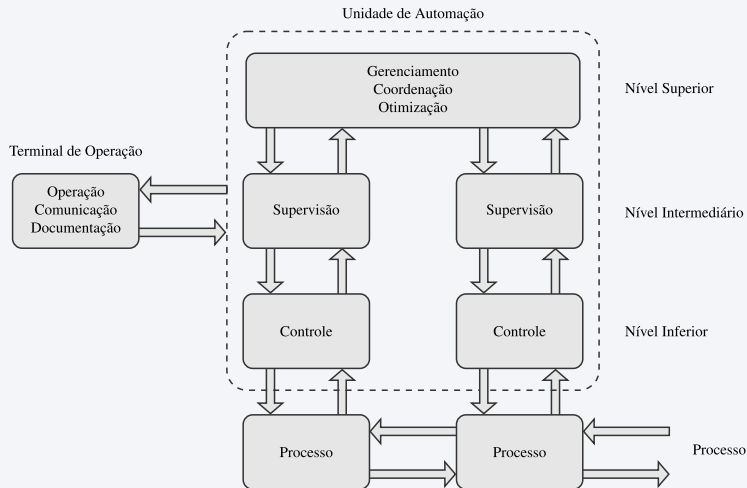 Unidade de Automação
Gerenciamento
Coordenação
Otimização
Nível Superior
Terminal de Operação
Operação
Comunicação
Documentação
Supervisão
Supervisão
Nível Intermediário
Controle
Controle
Nível Inferior
Processo
Processo
Processo